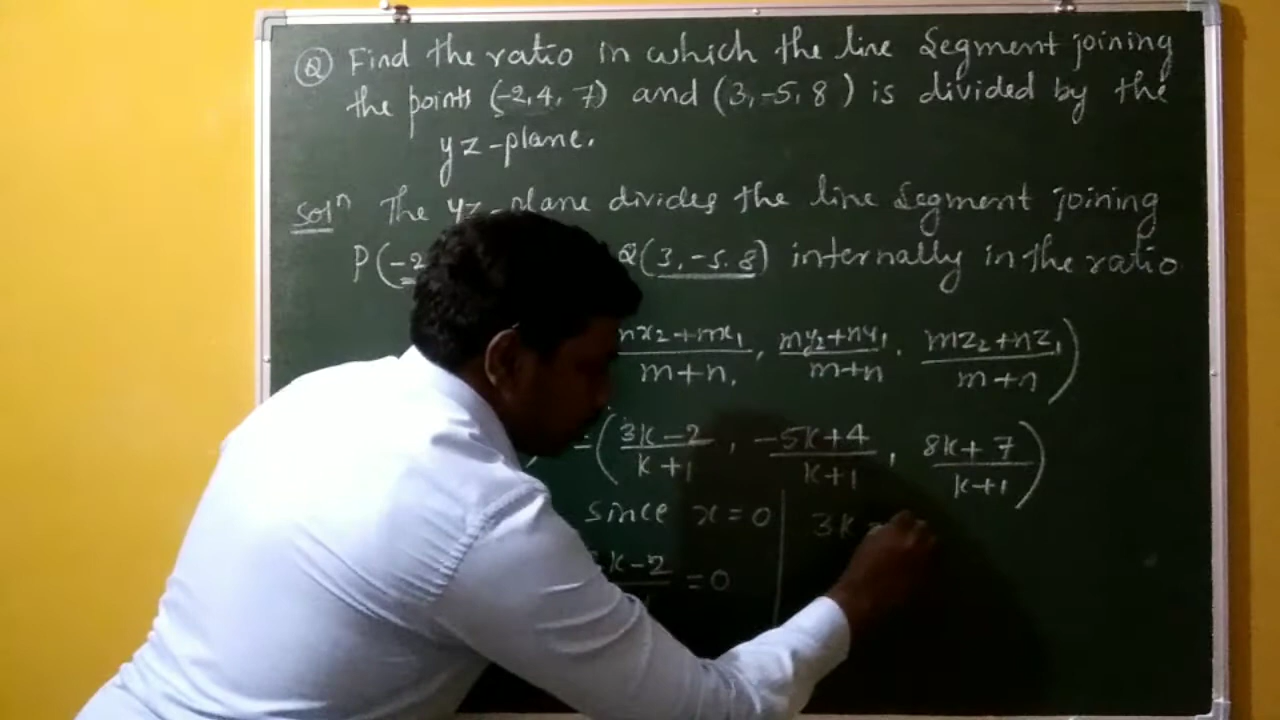 Q Find the ratio in which the line segment joining
the points (-2, 4, 7) and (3, -5, 8) is divided by the
yz-plane.
Solⁿ The yz-plane divides the line segment joining
P(-2 Q(3, -5. 8) internally in the ratio
mx₂+nx₁/m+n, my₂+ny₁/m+n . mz₂+nz₁/m+n)
=(3k-2/k+1, -5k+4/k+1, 8k+7/k+1)
since x=0 3k
k-2 =0